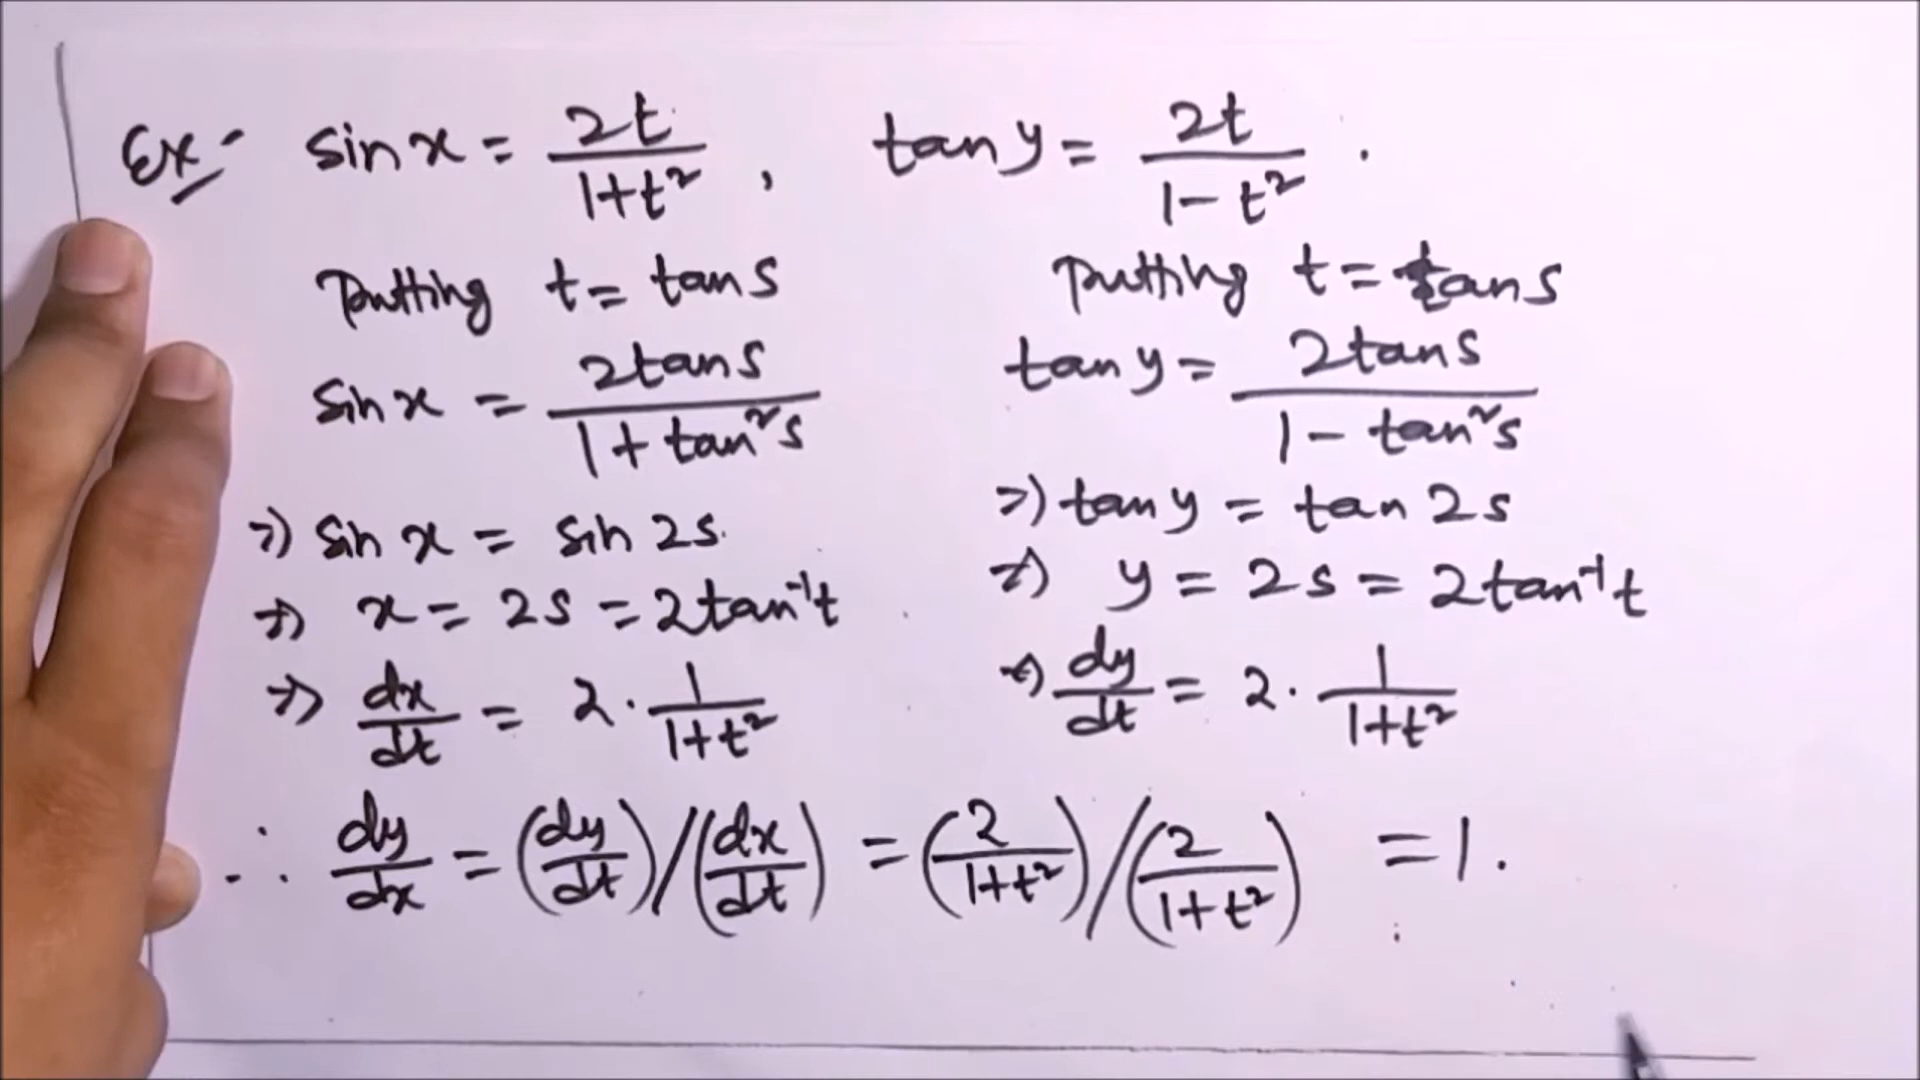 Ex:- sin x = 2t/(1+t²), tan y = 2t/(1-t²).
Putting t = tan s Putting t = tan s
sin x = 2tan s/(1+tan²s) tan y = 2tan s/(1-tan²s)
⇒) sin x = sin 2s. ⇒) tan y = tan 2s
⇒) x = 2s = 2tan⁻¹t ⇒) y = 2s = 2tan⁻¹t
⇒) dx/dt = 2 · 1/(1+t²) ⇒) dy/dt = 2 · 1/(1+t²)
∴ dy/dx = (dy/dt)/(dx/dt) = (2/(1+t²))/(2/(1+t²)) = 1.